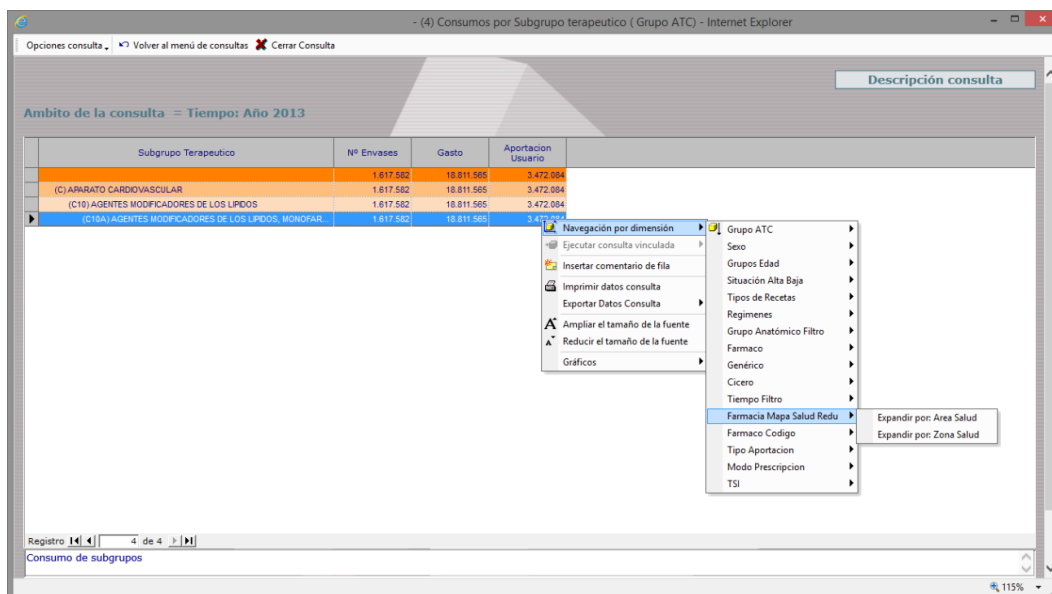 - (4) Consumos por Subgrupo terapeutico ( Grupo ATC) - Internet Explorer
Opciones consulta Volver al menú de consultas Cerrar Consulta
Descripción consulta
Ambito de la consulta = Tiempo: Año 2013
Subgrupo Terapeutico Nº Envases Gasto Aportacion Usuario
1.617.582 18.811.565 3.472.084
(C) APARATO CARDIOVASCULAR 1.617.582 18.811.565 3.472.084
(C10) AGENTES MODIFICADORES DE LOS LIPIDOS 1.617.582 18.811.565 3.472.084
(C10A) AGENTES MODIFICADORES DE LOS LIPIDOS, MONOFAR... 1.617.582 18.811.565 3.472.084
Navegación por dimensión
Ejecutar consulta vinculada
Insertar comentario de fila
Imprimir datos consulta
Exportar Datos Consulta
Ampliar el tamaño de la fuente
Reducir el tamaño de la fuente
Gráficos
Grupo ATC
Sexo
Grupos Edad
Situación Alta Baja
Tipos de Recetas
Regimenes
Grupo Anatómico Filtro
Farmaco
Genérico
Cicero
Tiempo Filtro
Farmacia Mapa Salud Redu
Farmaco Codigo
Tipo Aportacion
Modo Prescripcion
TSI
Expandir por: Area Salud
Expandir por: Zona Salud
Registro 4 de 4
Consumo de subgrupos
115%